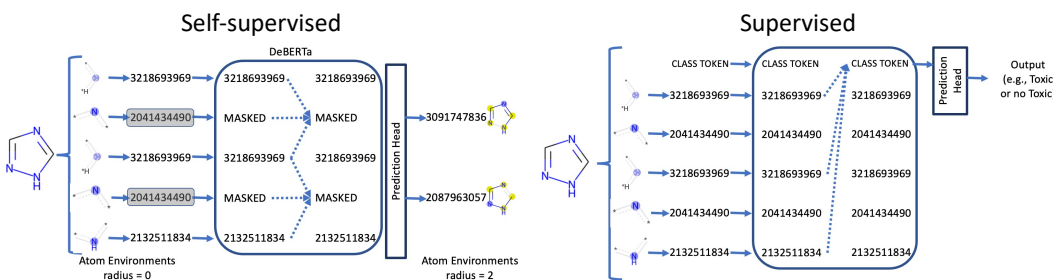 Self-supervised
DeBERTa
3218693969 3218693969 3218693969
*H
2041434490 MASKED MASKED 3091747836
3218693969 3218693969 3218693969
*H
2041434490 MASKED MASKED 2087963057
2132511834 2132511834 2132511834
Prediction Head
Atom Environments
radius = 0
Atom Environments
radius = 2
N
N
N
H
Supervised
CLASS TOKEN CLASS TOKEN CLASS TOKEN
3218693969 3218693969 3218693969
*H
2041434490 2041434490 2041434490
3218693969 3218693969 3218693969
*H
2041434490 2041434490 2041434490
2132511834 2132511834 2132511834
Prediction
Head
Output
(e.g., Toxic
or no Toxic
N
N
N
H